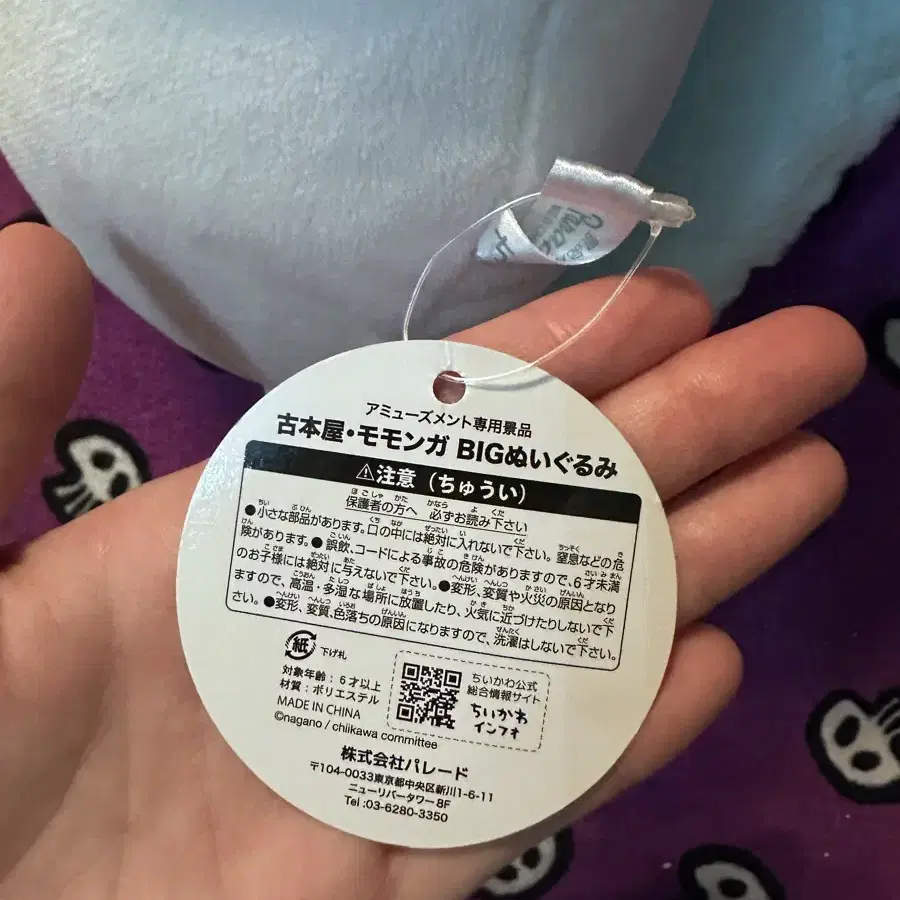 アミューズメント専用景品
古本屋・モモンガ BIGぬいぐるみ
⚠注意（ちゅうい）
保護者の方へ 必ずお読み下さい
●小さな部品があります。口の中には絶対に入れないで下さい。窒息などの危
険があります。●誤飲、コードによる事故の危険がありますので、6才未満
のお子様には絶対に与えないで下さい。●変形、変質や火災の原因となり
ますので、高温・多湿な場所に放置したり、火気に近づけたりしないで下
さい。●変形、変質、色落ちの原因になりますので、洗濯はしないで下さい。
紙 下げ札
対象年齢：6才以上
材質：ポリエステル
MADE IN CHINA
©nagano / chiikawa committee
ちいかわ公式
総合情報サイト
ちいかわ
インフォ
株式会社パレード
〒104-0033東京都中央区新川1-6-11
ニューリバータワー8F
Tel:03-6280-3350